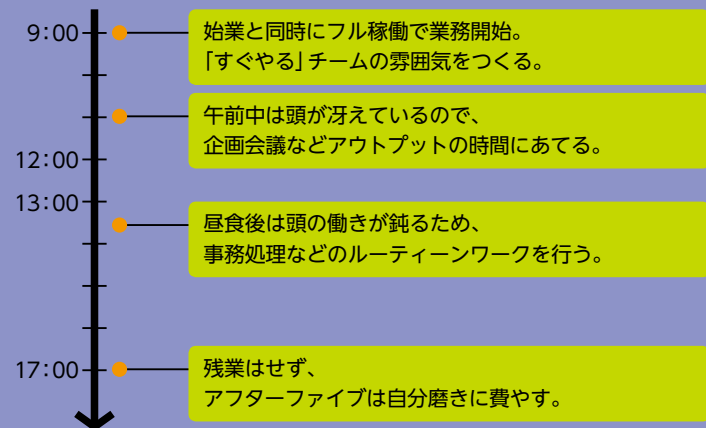 9:00
始業と同時にフル稼働で業務開始。
「すぐやる」チームの雰囲気をつくる。
午前中は頭が冴えているので、
企画会議などアウトプットの時間にあてる。
12:00
13:00
昼食後は頭の働きが鈍るため、
事務処理などのルーティーンワークを行う。
17:00
残業はせず、
アフターファイブは自分磨きに費やす。